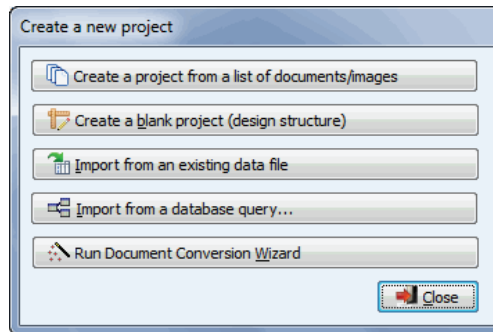 Create a new project
Create a project from a list of documents/images
Create a blank project (design structure)
Import from an existing data file
Import from a database query...
Run Document Conversion Wizard
Close